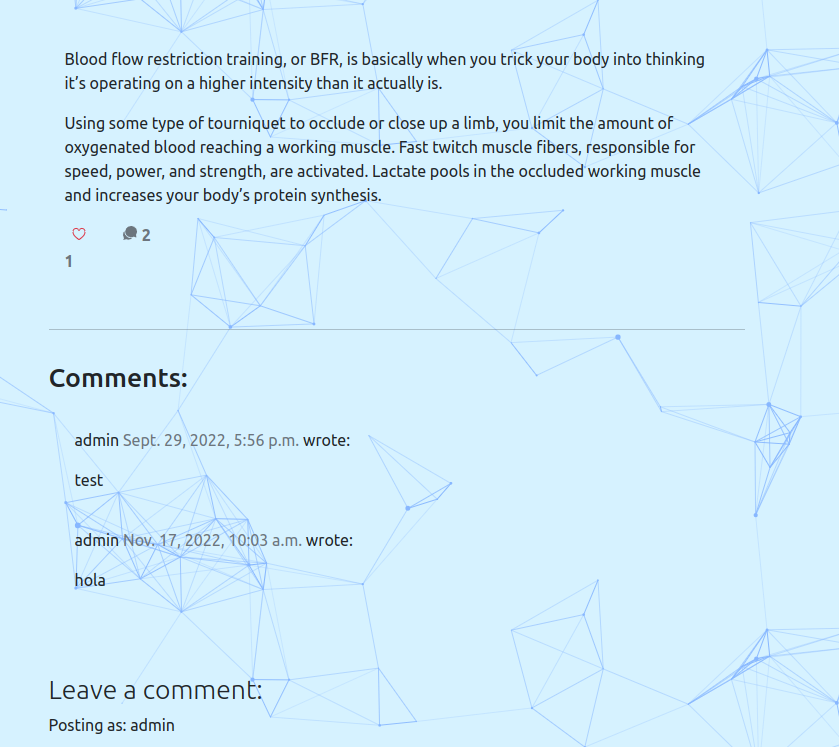 Blood flow restriction training, or BFR, is basically when you trick your body into thinking
it’s operating on a higher intensity than it actually is.
Using some type of tourniquet to occlude or close up a limb, you limit the amount of
oxygenated blood reaching a working muscle. Fast twitch muscle fibers, responsible for
speed, power, and strength, are activated. Lactate pools in the occluded working muscle
and increases your body’s protein synthesis.
2
1
Comments:
admin Sept. 29, 2022, 5:56 p.m. wrote:
test
admin Nov. 17, 2022, 10:03 a.m. wrote:
hola
Leave a comment:
Posting as: admin